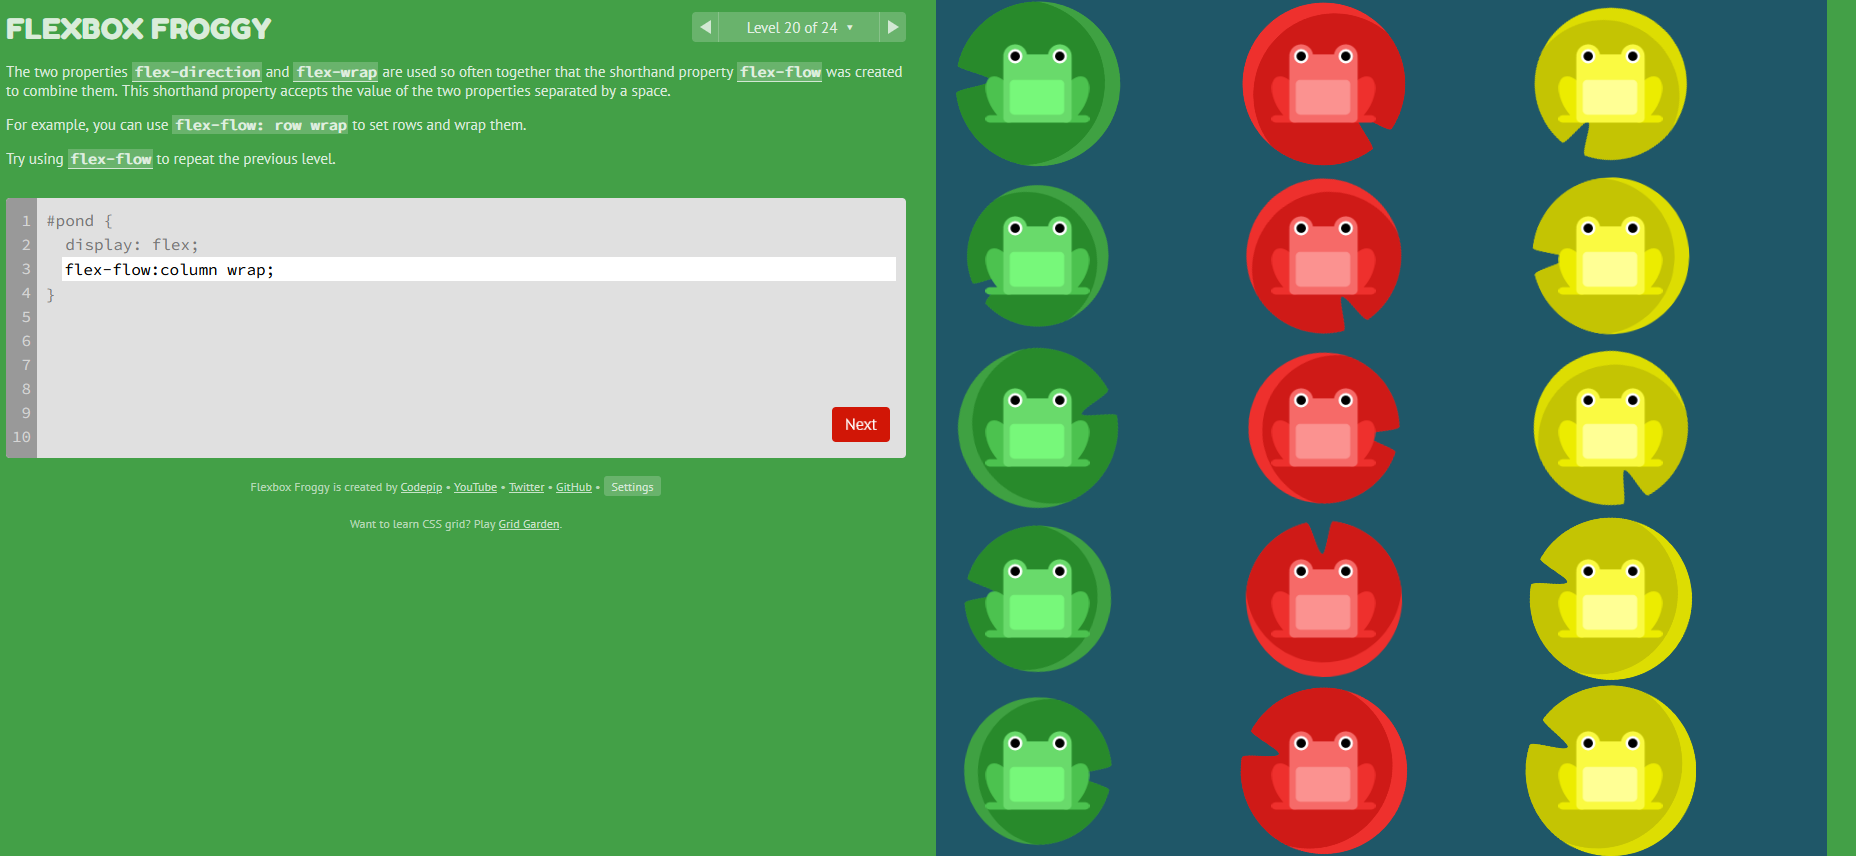 FLEXBOX FROGGY
Level 20 of 24 ▾
The two properties flex-direction and flex-wrap are used so often together that the shorthand property flex-flow was created
to combine them. This shorthand property accepts the value of the two properties separated by a space.
For example, you can use flex-flow: row wrap to set rows and wrap them.
Try using flex-flow to repeat the previous level.
1 #pond {
2 display: flex;
3 flex-flow:column wrap;
4 }
5
6
7
8
9
10
Next
Flexbox Froggy is created by Codepip • YouTube • Twitter • GitHub • Settings
Want to learn CSS grid? Play Grid Garden.